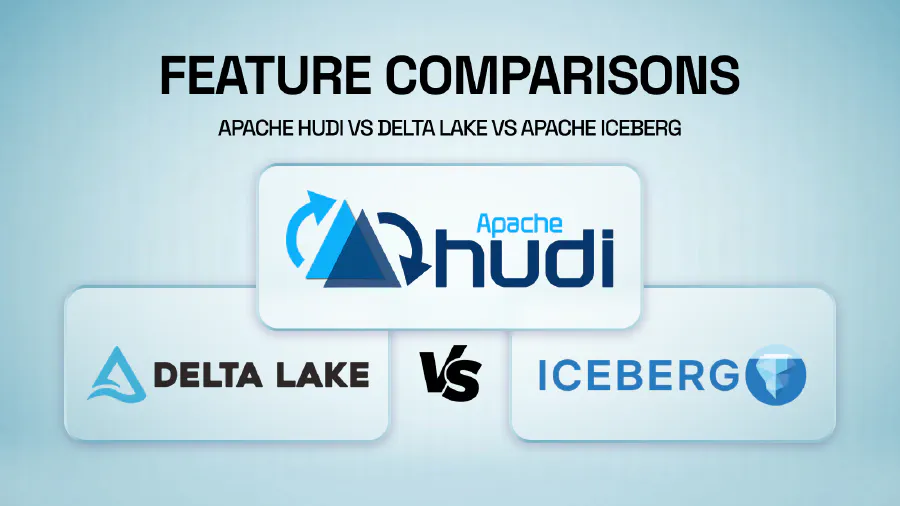 FEATURE COMPARISONS
APACHE HUDI VS DELTA LAKE VS APACHE ICEBERG
Apache
hudi
DELTA LAKE
VS
ICEBERG